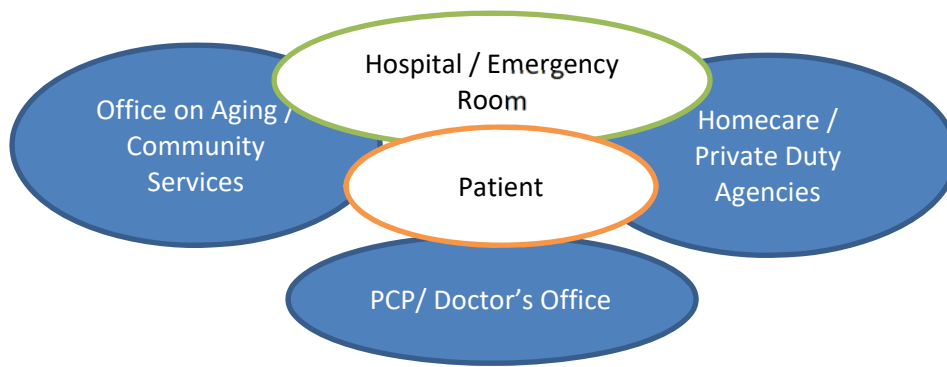 Hospital / Emergency
Room
Office on Aging /
Community
Services
Homecare /
Private Duty
Agencies
Patient
PCP/ Doctor’s Office